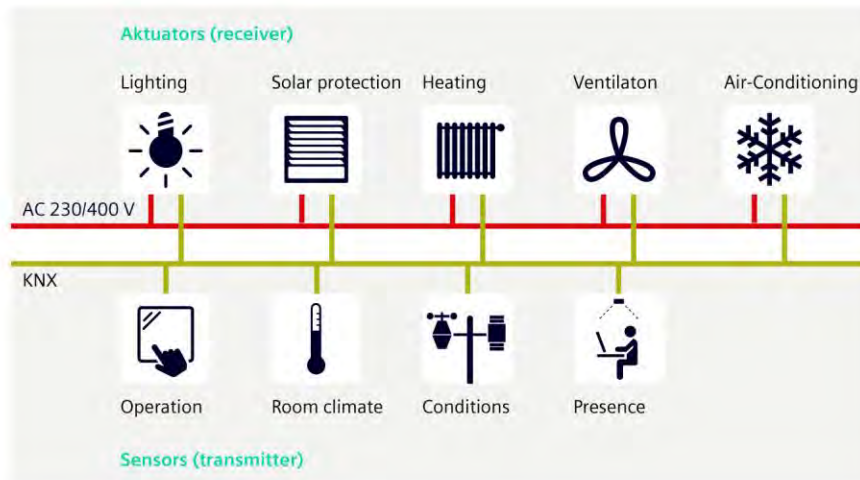 Aktuators (receiver)
Lighting Solar protection Heating Ventilaton Air-Conditioning
AC 230/400 V
KNX
Operation Room climate Conditions Presence
Sensors (transmitter)